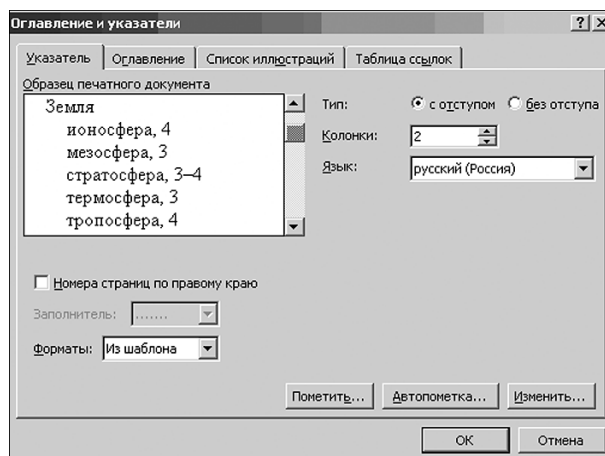 Оглавление и указатели
Указатель Оглавление Список иллюстраций Таблица ссылок
Образец печатного документа
Земля
ионосфера, 4
мезосфера, 3
стратосфера, 3–4
термосфера, 3
тропосфера, 4
Тип: с отступом без отступа
Колонки: 2
Язык: русский (Россия)
Номера страниц по правому краю
Заполнитель: .......
Форматы: Из шаблона
Пометить... Автопометка... Изменить...
ОК Отмена